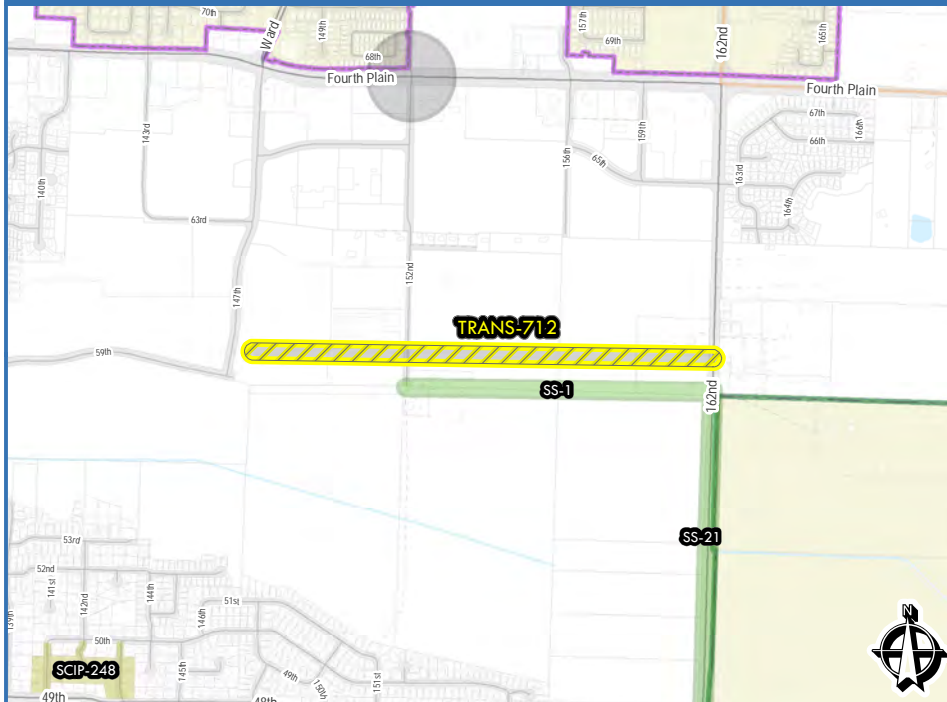 70th
Ward
149th
68th
Fourth Plain
157th
69th
162nd
165th
Fourth Plain
67th
66th
166th
163rd
164th
143rd
140th
63rd
156th
159th
65th
152nd
147th
59th
TRANS-712
SS-1
162nd
SS-21
53rd
52nd
141st
142nd
144th
139th
146th
51st
50th
SCIP-248
145th
49th
150th
151st
49th
48th
N